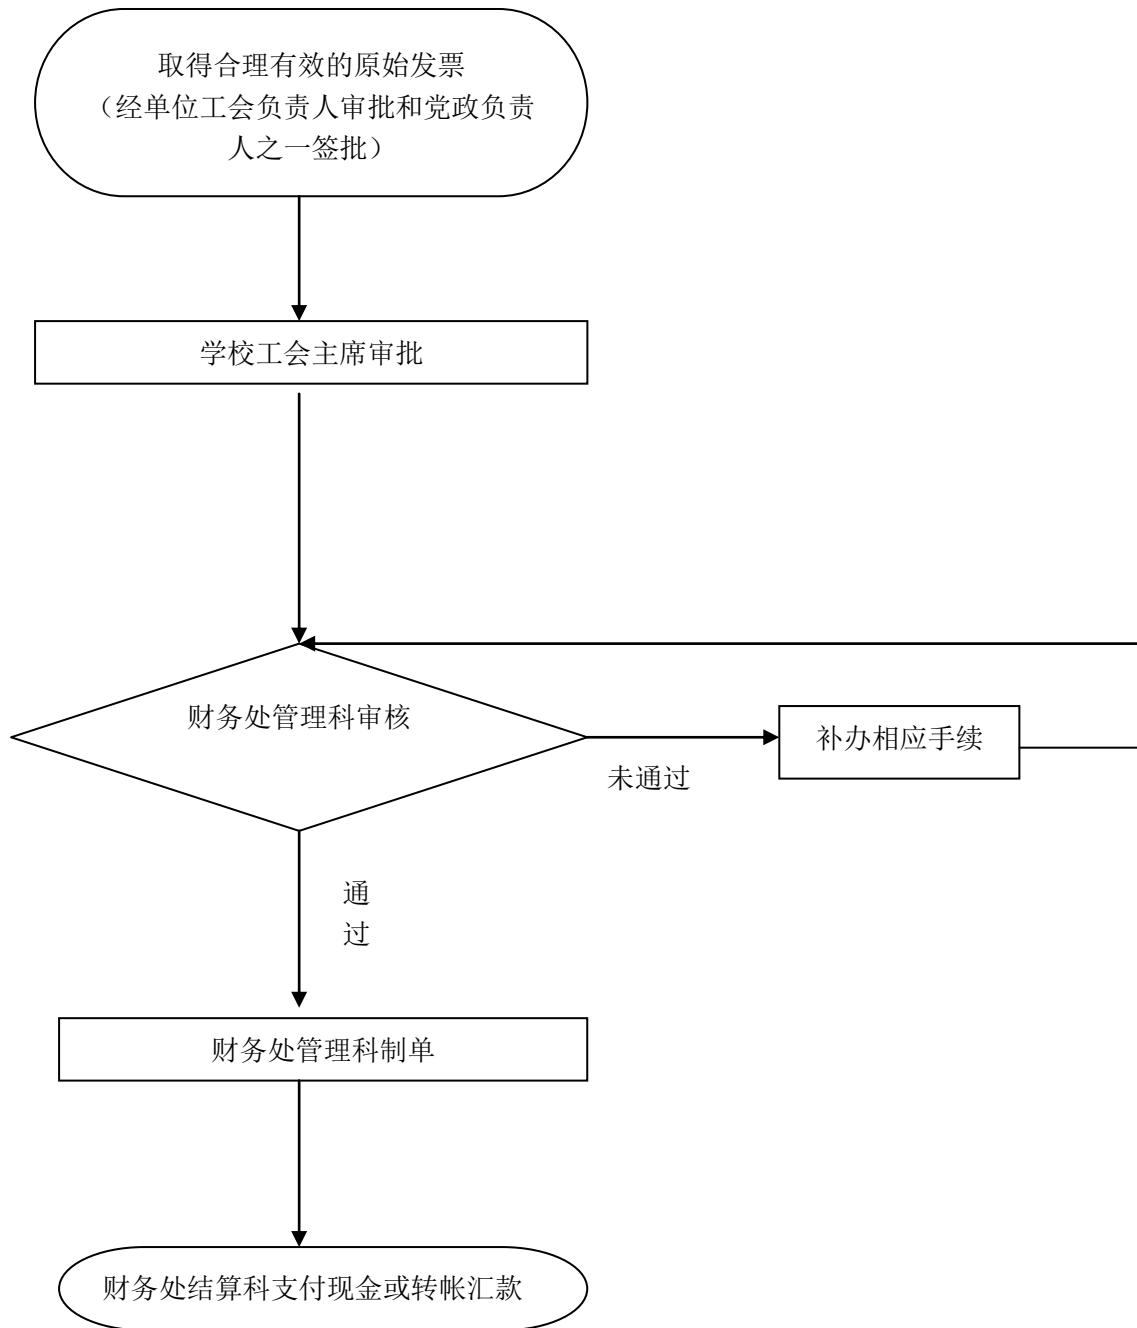 取得合理有效的原始发票
（经单位工会负责人审批和党政负责
人之一签批）
学校工会主席审批
财务处管理科审核
补办相应手续
未通过
通
过
财务处管理科制单
财务处结算科支付现金或转帐汇款